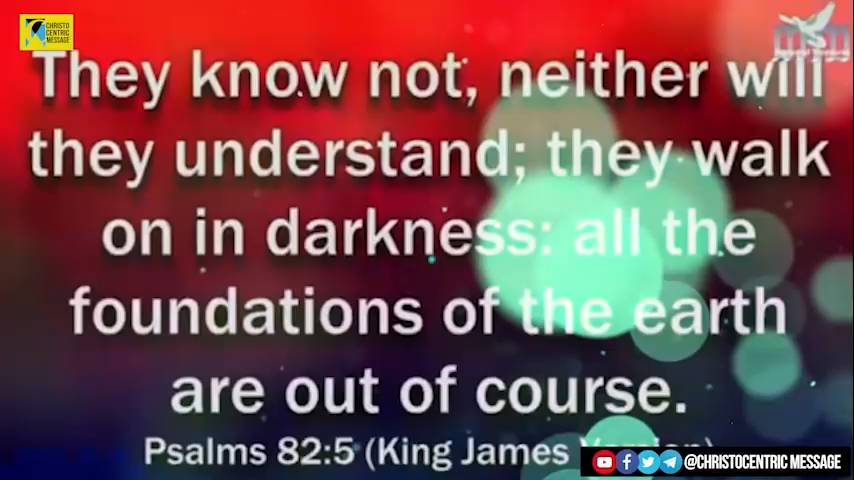 CHRISTO
CENTRIC
MESSAGE
They know not, neither will
they understand; they walk
on in darkness: all the
foundations of the earth
are out of course.
Psalms 82:5 (King James
@CHRISTOCENTRIC MESSAGE